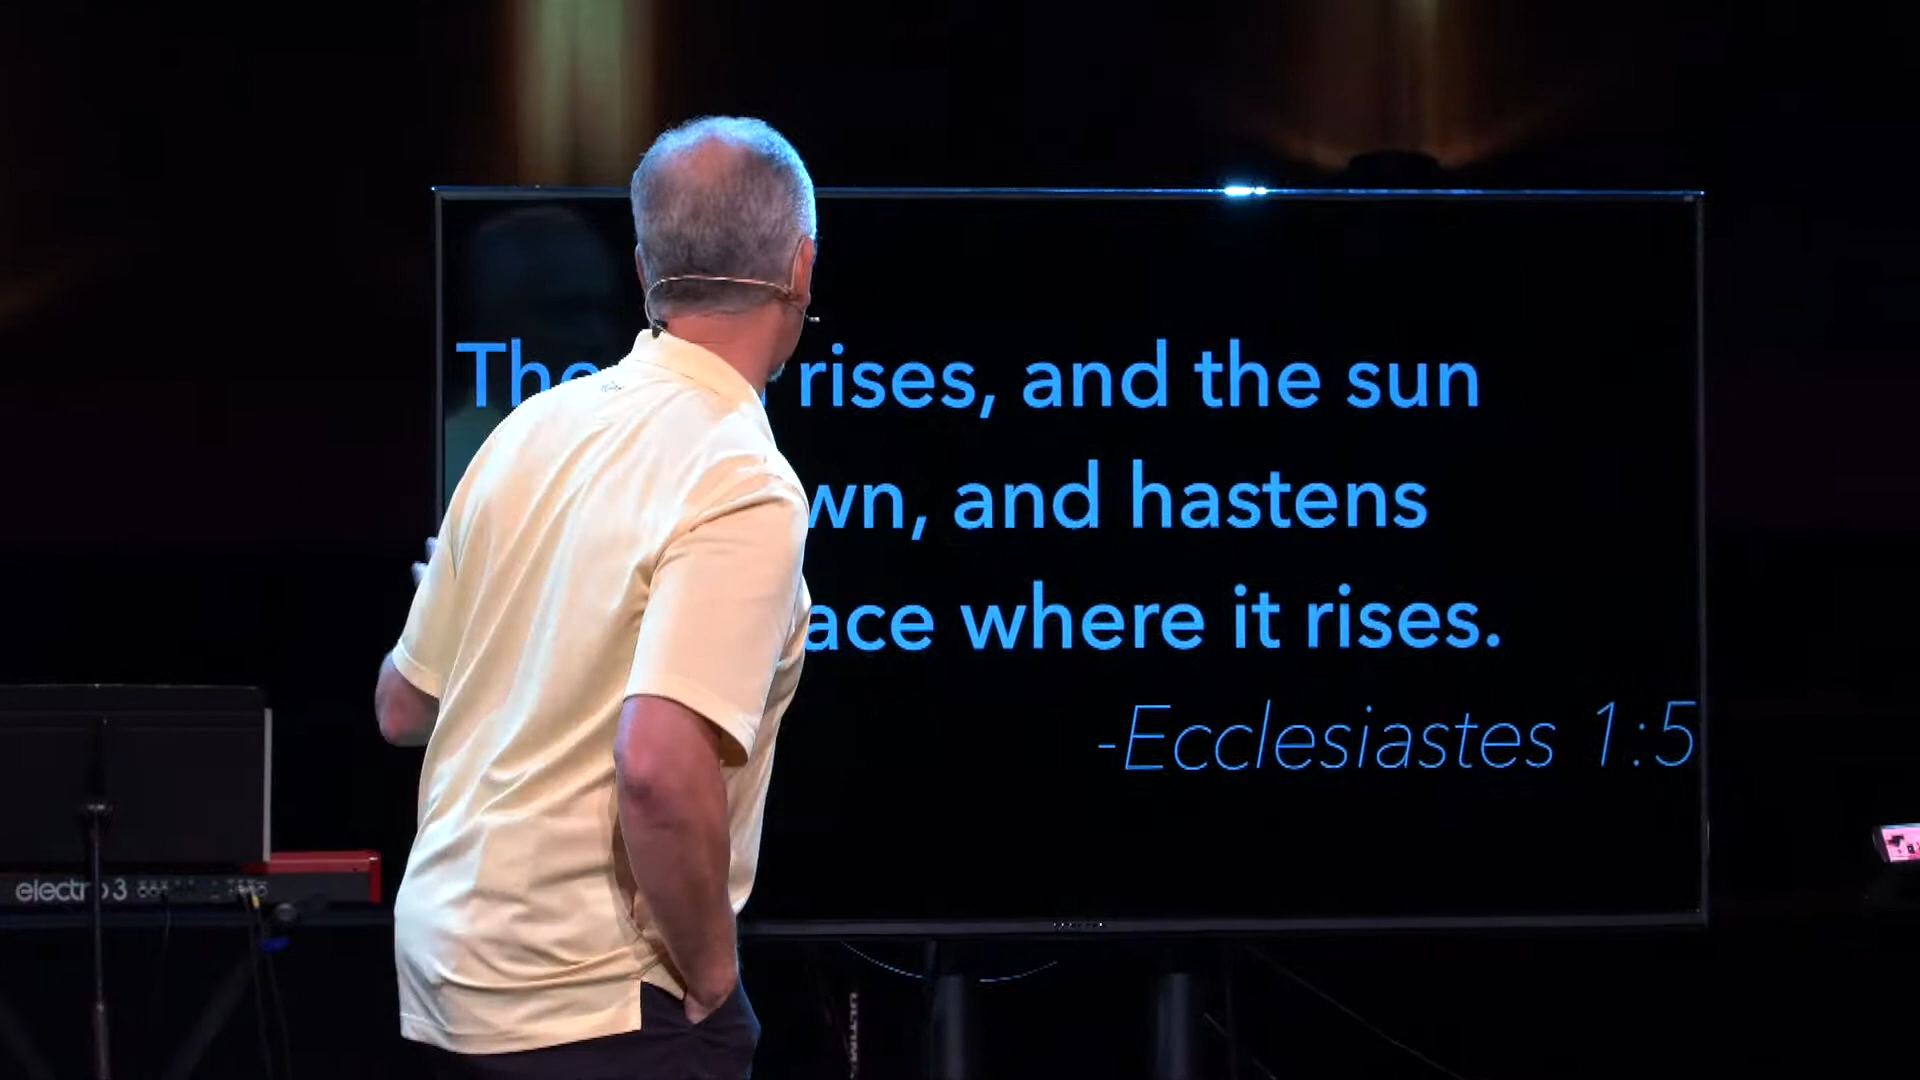 The rises, and the sun
wn, and hastens
ace where it rises.
-Ecclesiastes 1:5
electro 3